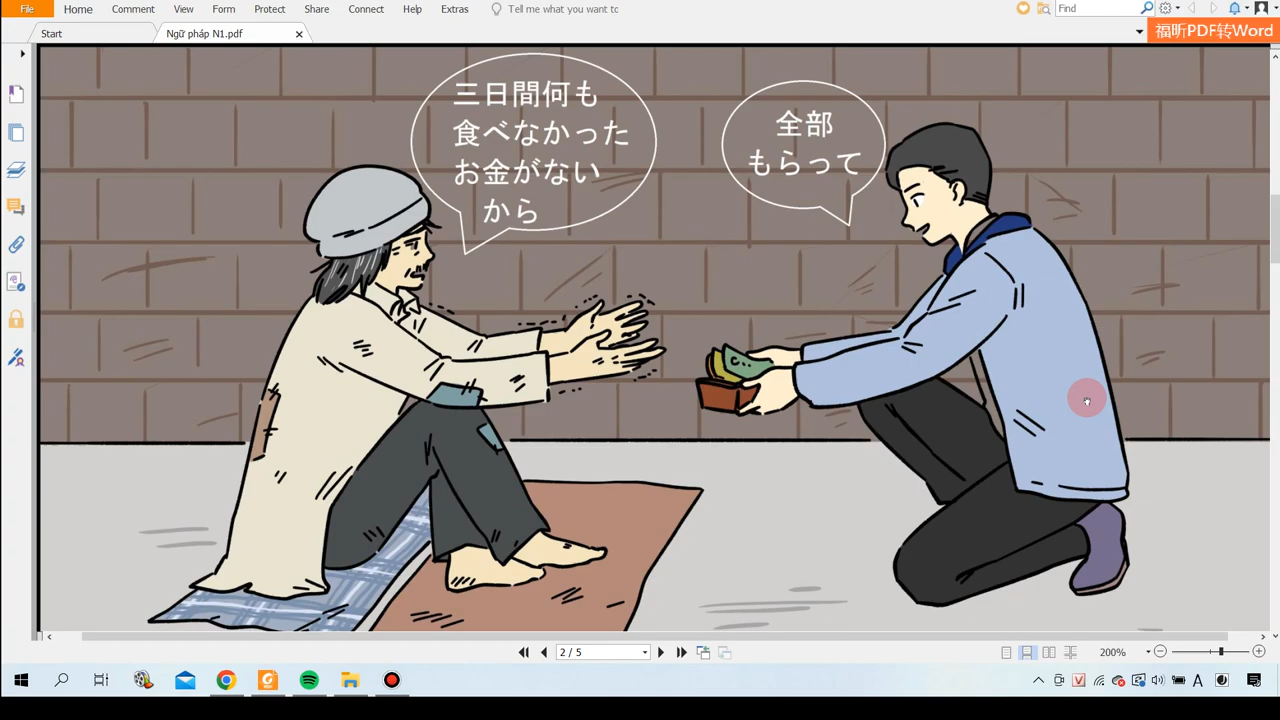 File
Home
Comment
View
Form
Protect
Share
Connect
Help
Extras
Tell me what you want tc
Find
Start
Ngữ pháp N1.pdf
福昕PDF转Word
三日間何も
食べなかった
お金がない
から
全部
もらって
2 / 5
200%